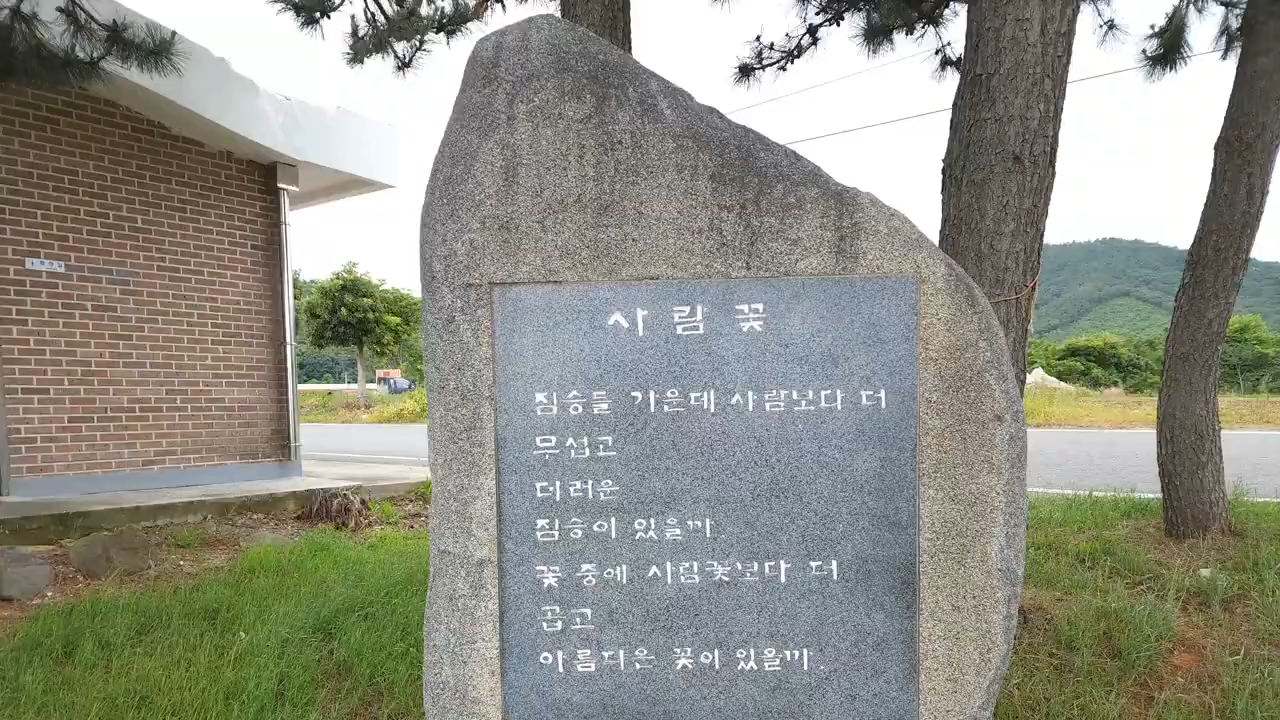 사람 꽃
짐승들 가운데 사람보다 더
무섭고
더러운
짐승이 있을까.
꽃 중에 사람꽃보다 더
곱고
아름다운 꽃이 있을까.